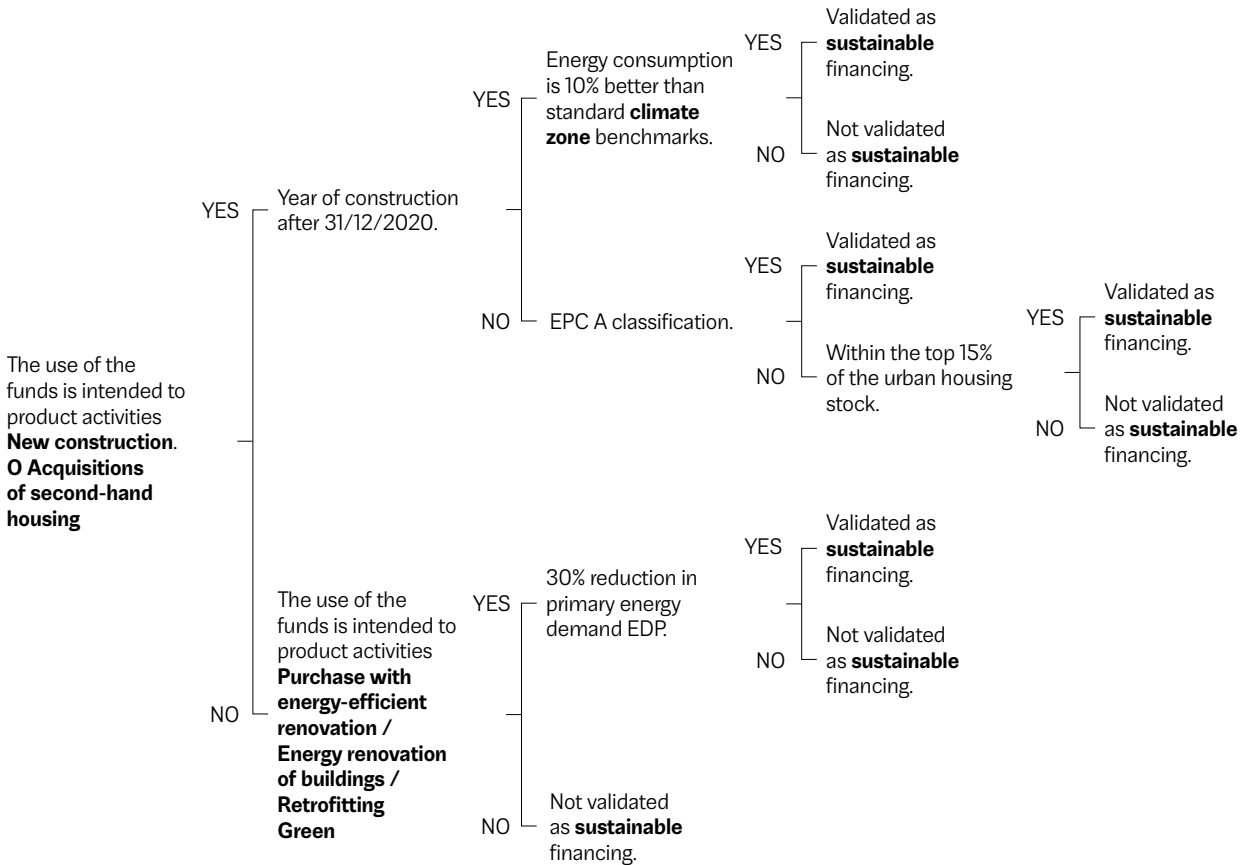 The use of the
funds is intended to
product activities
New construction.
O Acquisitions
of second-hand
housing
YES
Year of construction
after 31/12/2020.
YES
Energy consumption
is 10% better than
standard climate
zone benchmarks.
YES
Validated as
sustainable
financing.
NO
Not validated
as sustainable
financing.
NO
EPC A classification.
YES
Validated as
sustainable
financing.
NO
Within the top 15%
of the urban housing
stock.
YES
Validated as
sustainable
financing.
NO
Not validated
as sustainable
financing.
NO
The use of the
funds is intended to
product activities
Purchase with
energy-efficient
renovation /
Energy renovation
of buildings /
Retrofitting
Green
YES
30% reduction in
primary energy
demand EDP.
YES
Validated as
sustainable
financing.
NO
Not validated
as sustainable
financing.
NO
Not validated
as sustainable
financing.